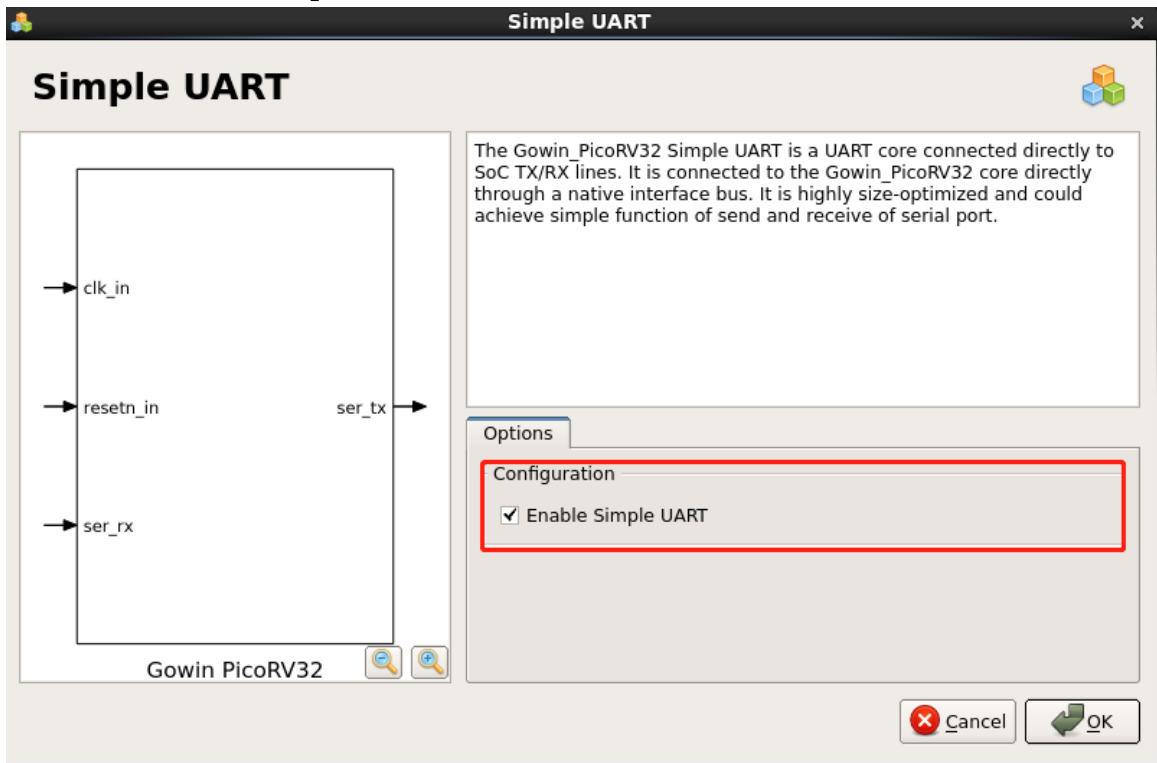 Simple UART
Simple UART
clk_in
resetn_in
ser_tx
ser_rx
Gowin PicoRV32
The Gowin_PicoRV32 Simple UART is a UART core connected directly to
SoC TX/RX lines. It is connected to the Gowin_PicoRV32 core directly
through a native interface bus. It is highly size-optimized and could
achieve simple function of send and receive of serial port.
Options
Configuration
Enable Simple UART
Cancel
OK